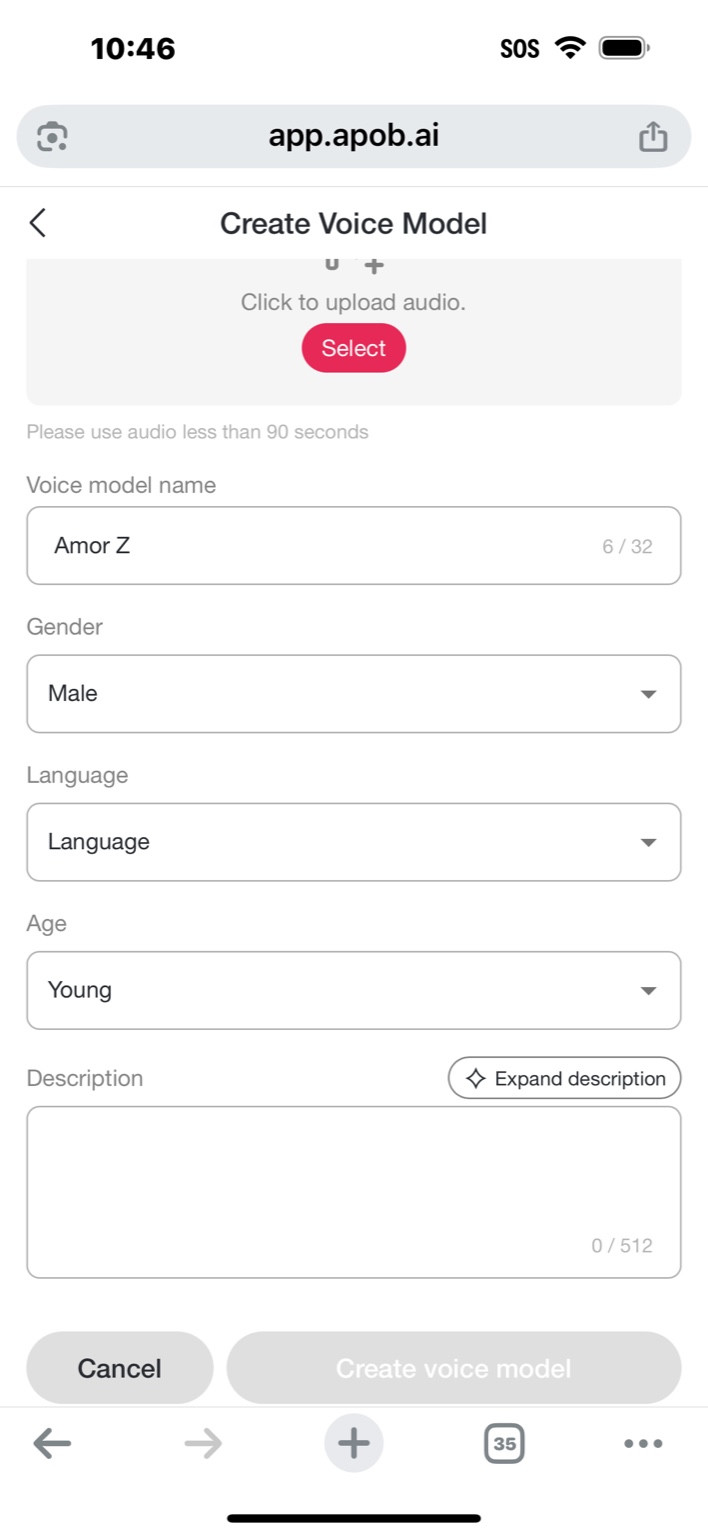 10:46
SOS
app.apob.ai
Create Voice Model
Click to upload audio.
Select
Please use audio less than 90 seconds
Voice model name
Amor Z
6 / 32
Gender
Male
Language
Language
Age
Young
Description
Expand description
0 / 512
Cancel
Create voice model
35